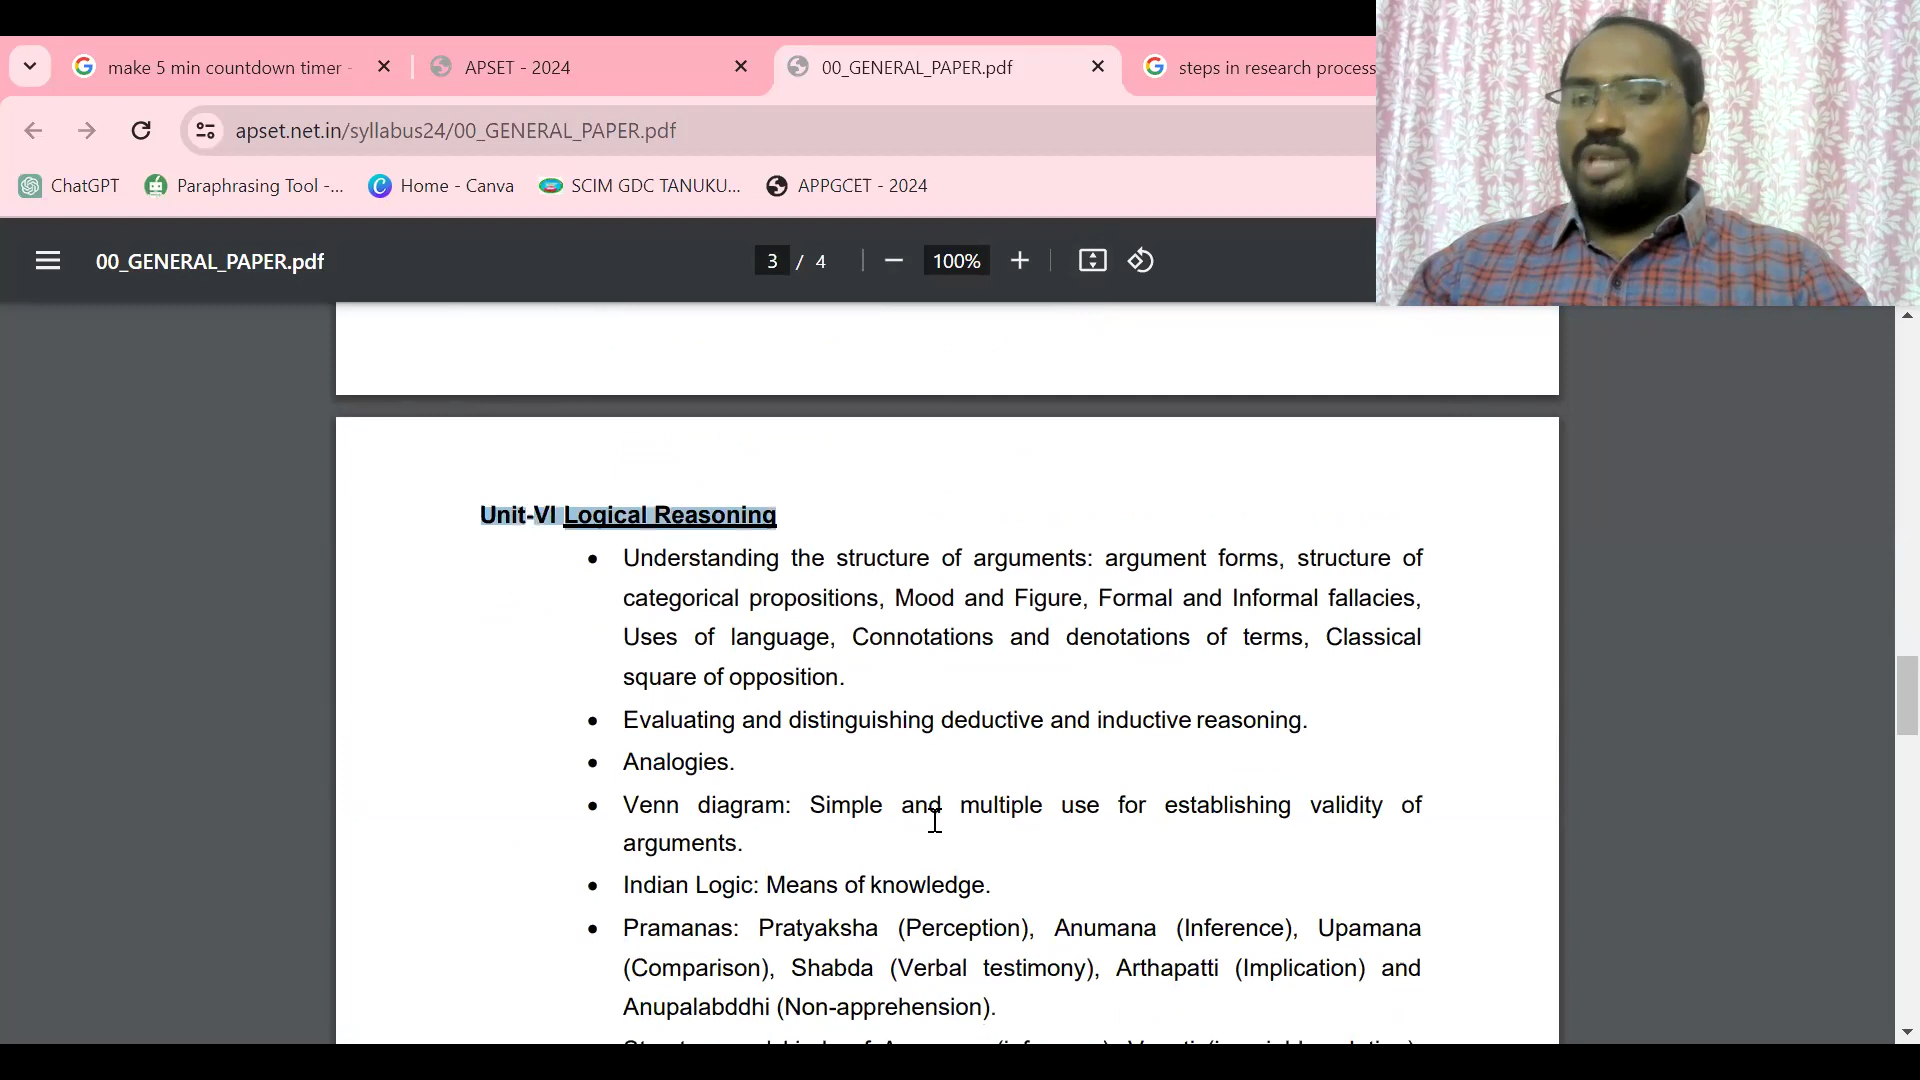 make 5 min countdown timer -
APSET - 2024
00_GENERAL_PAPER.pdf
steps in research process
apset.net.in/syllabus24/00_GENERAL_PAPER.pdf
ChatGPT
Paraphrasing Tool -...
Home - Canva
SCIM GDC TANUKU...
APPGCET - 2024
00_GENERAL_PAPER.pdf
3 / 4
100%
Unit-VI Logical Reasoning
• Understanding the structure of arguments: argument forms, structure of
categorical propositions, Mood and Figure, Formal and Informal fallacies,
Uses of language, Connotations and denotations of terms, Classical
square of opposition.
• Evaluating and distinguishing deductive and inductive reasoning.
• Analogies.
• Venn diagram: Simple and multiple use for establishing validity of
arguments.
• Indian Logic: Means of knowledge.
• Pramanas: Pratyaksha (Perception), Anumana (Inference), Upamana
(Comparison), Shabda (Verbal testimony), Arthapatti (Implication) and
Anupalabddhi (Non-apprehension).